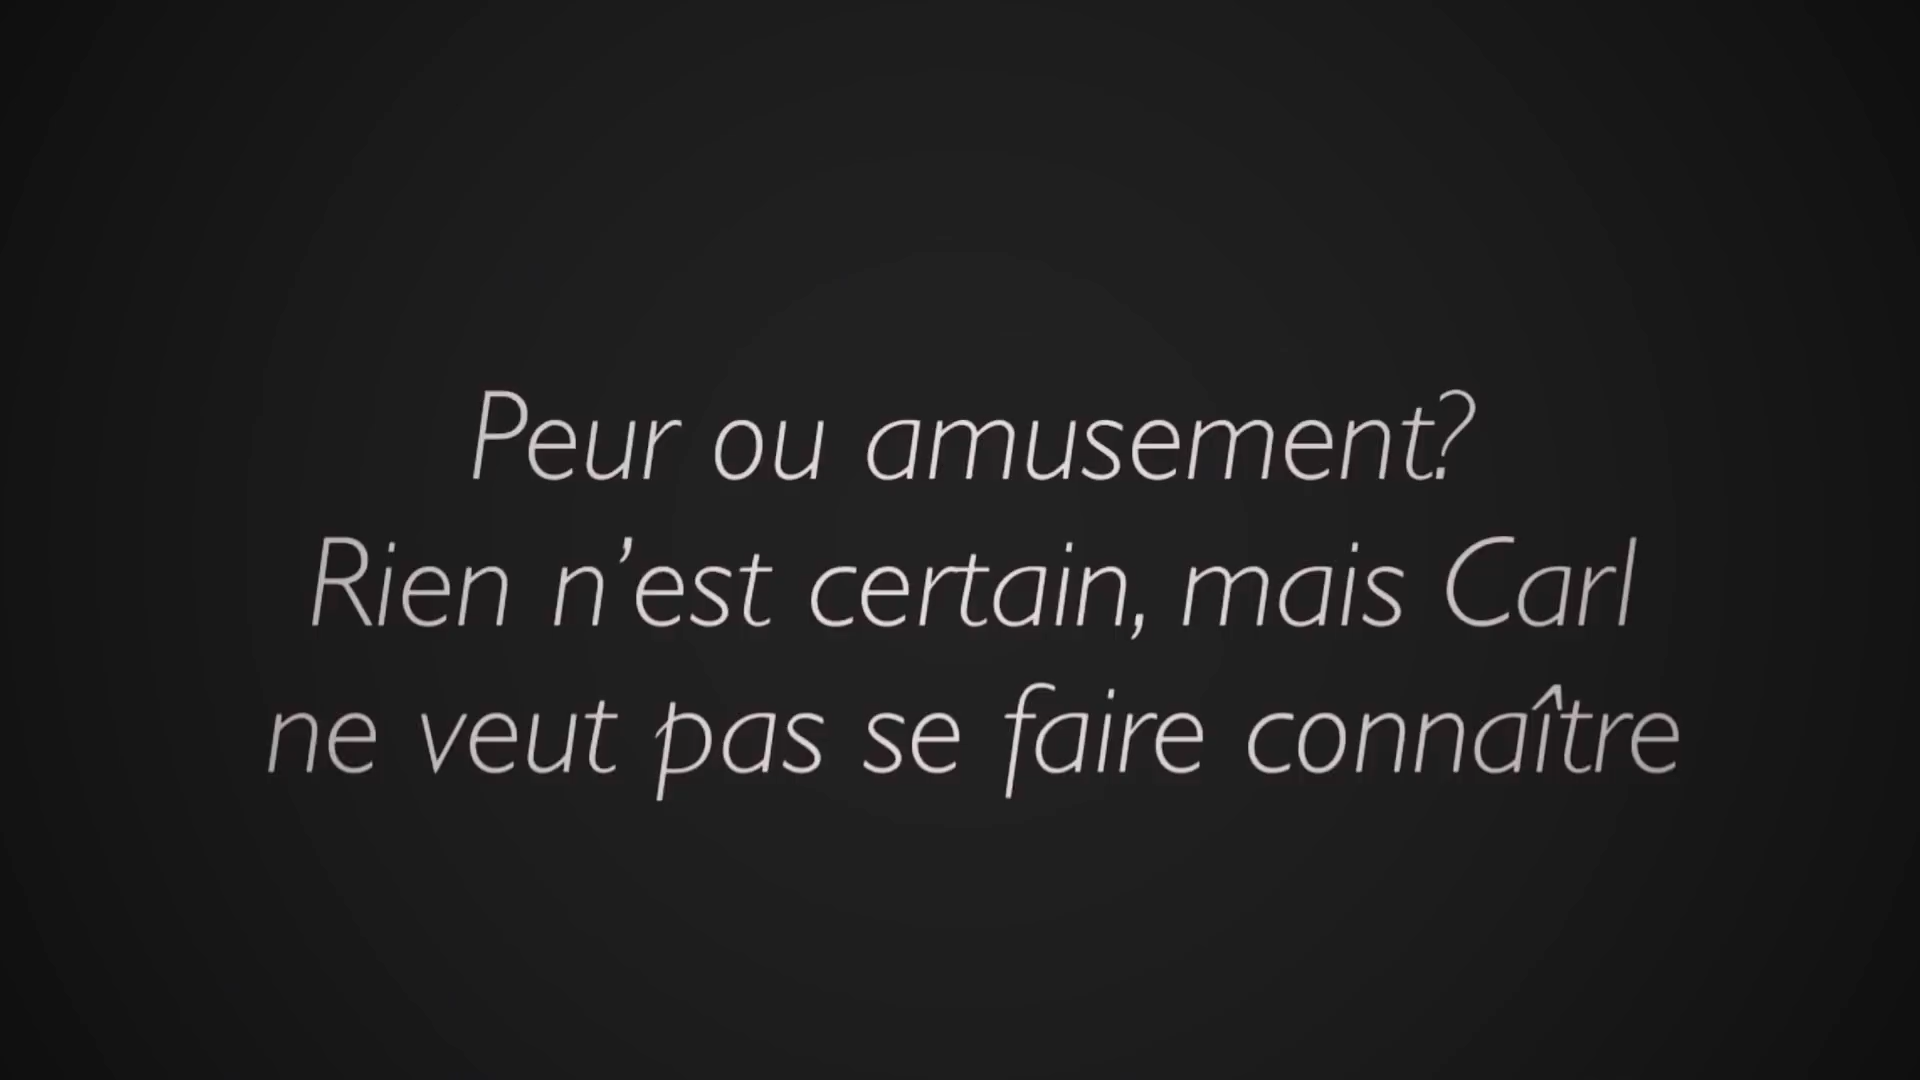 Peur ou amusement?
Rien n’est certain, mais Carl
ne veut pas se faire connaître